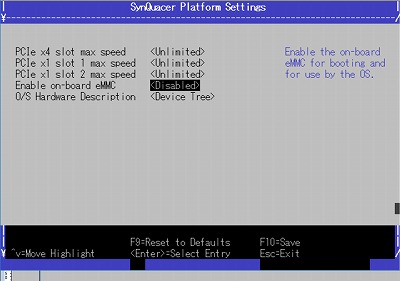 SynQuacer Platform Settings
PCIe x4 slot max speed <Unlimited>
PCIe x1 slot 1 max speed <Unlimited>
PCIe x1 slot 2 max speed <Unlimited>
Enable on-board eMMC <Disabled>
O/S Hardware Description <Device Tree>
Enable the on-board
eMMC for booting and
for use by the OS.
F9=Reset to Defaults F10=Save
^v=Move Highlight <Enter>=Select Entry Esc=Exit